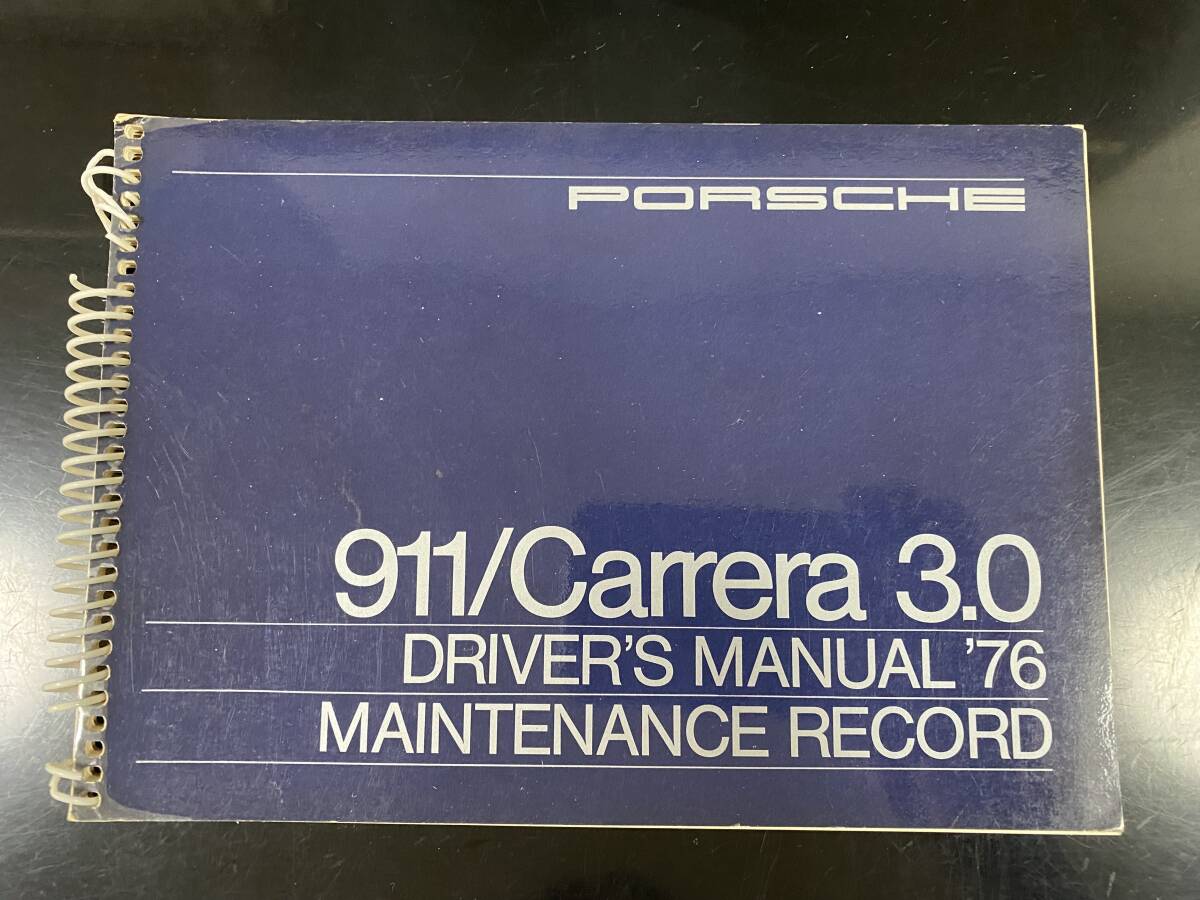 PORSCHE
911/Carrera 3.0
DRIVER'S MANUAL '76
MAINTENANCE RECORD